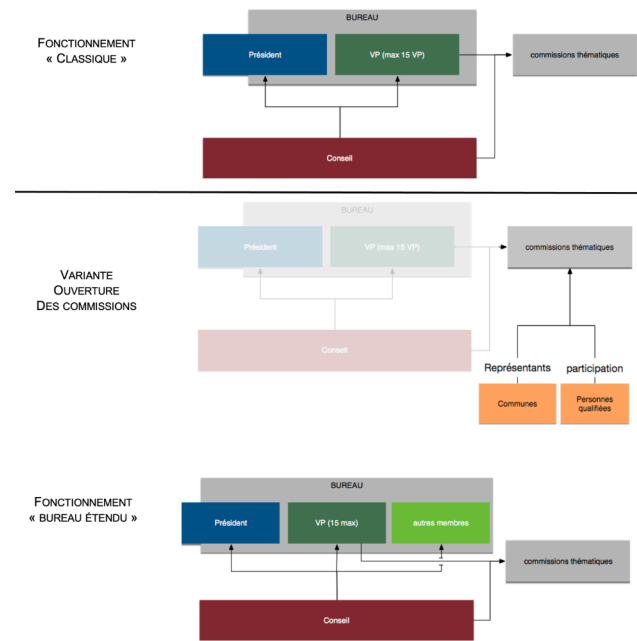 BUREAU
FONCTIONNEMENT
« CLASSIQUE »
Président
VP (max 15 VP)
commissions thématiques
Conseil
BUREAU
Président
VP (max 15 VP)
commissions thématiques
VARIANTE
OUVERTURE
DES COMMISSIONS
Conseil
Représentants
participation
Communes
Personnes
qualifiées
BUREAU
FONCTIONNEMENT
« BUREAU ÉTENDU »
Président
VP (15 max)
autres membres
commissions thématiques
Conseil